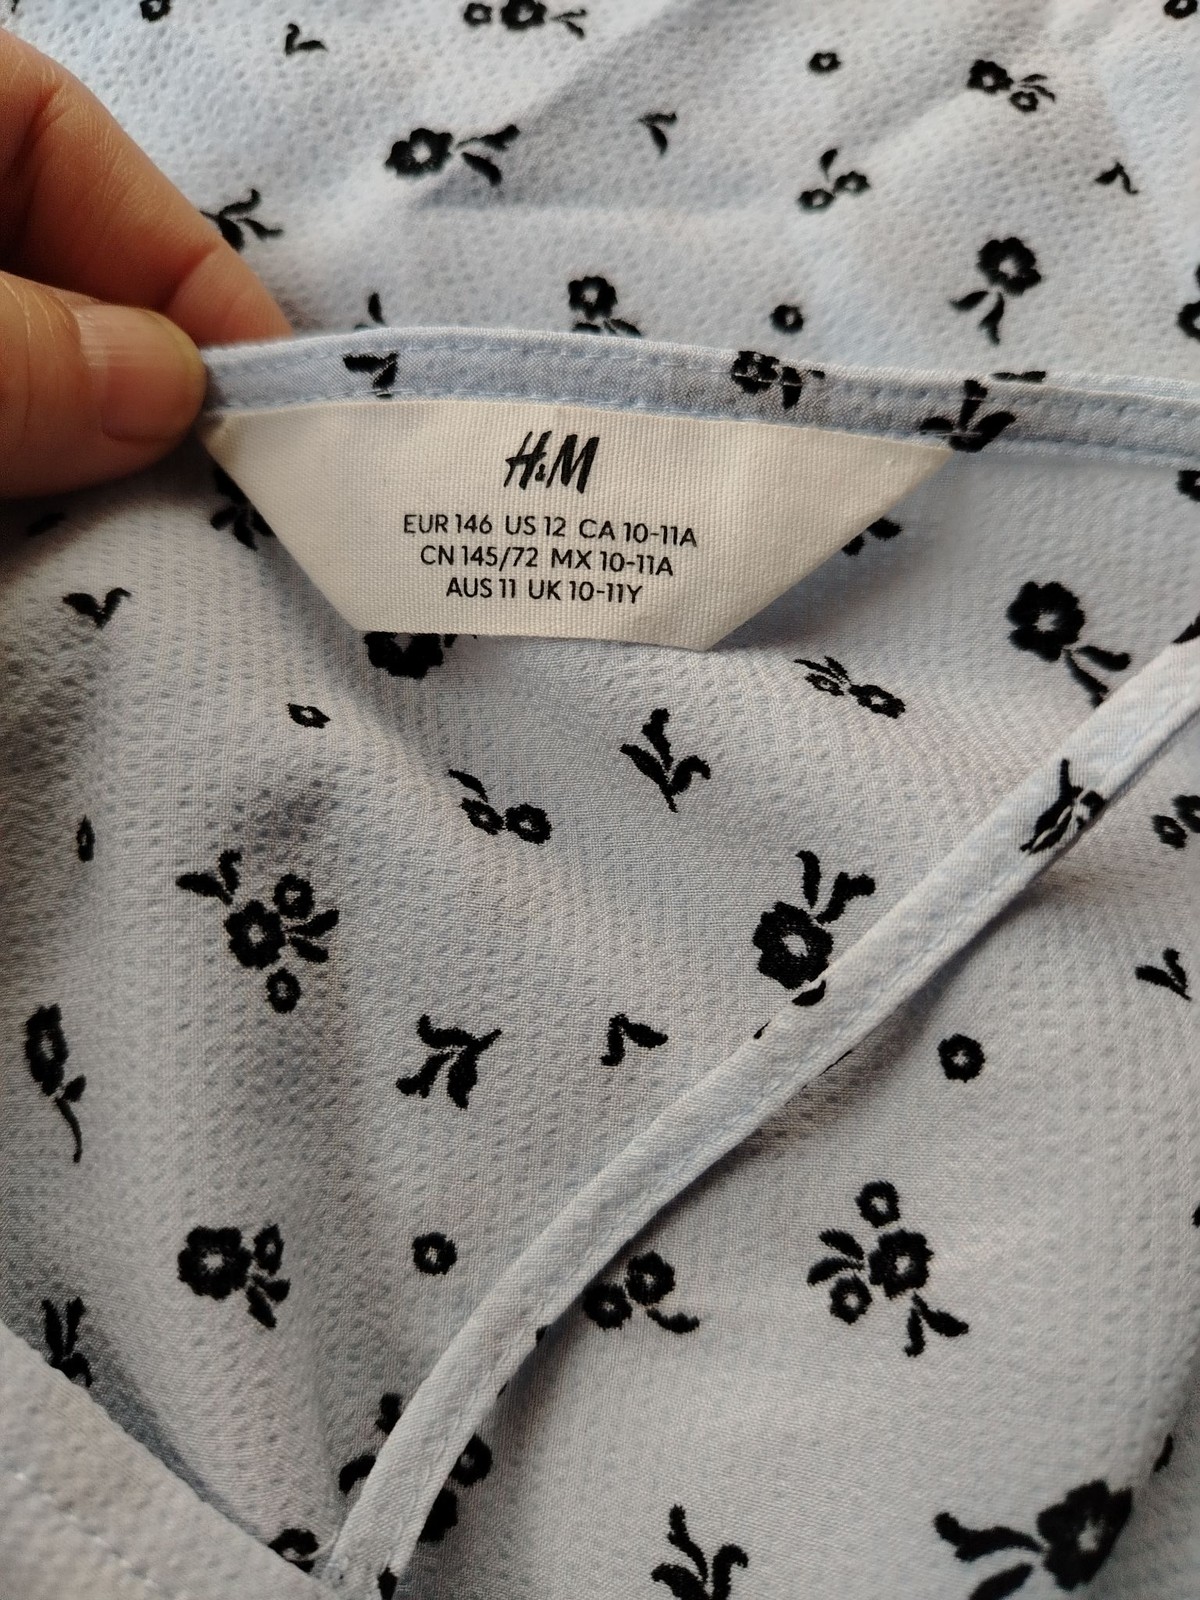 H&M
EUR 146 US 12 CA 10-11A
CN 145/72 MX 10-11A
AUS 11 UK 10-11Y